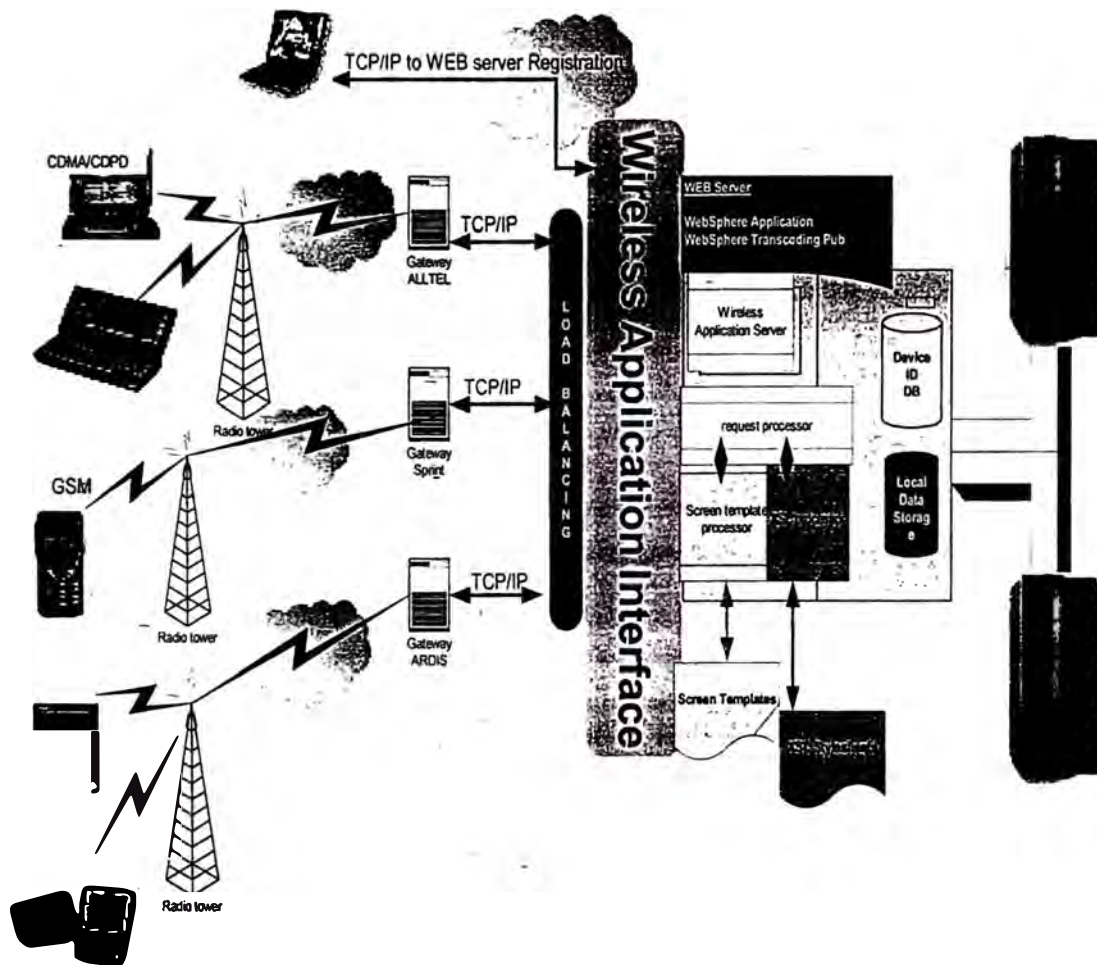 TCP/IP to WEB server Registration
CDMA/CDPD
TCP/IP
Gateway
ALLTEL
Radio tower
GSM
TCP/IP
Gateway
Sprint
Radio tower
TCP/IP
Gateway
ARDIS
Radio tower
LOAD BALANCING
Wireless Application Interface
WEB Server
WebSphere Application
WebSphere Transcoding Pub
Wireless
Application Server
Device
ID
DB
request processor
Screen template
processor
Local
Data
Storag
e
Screen Templates